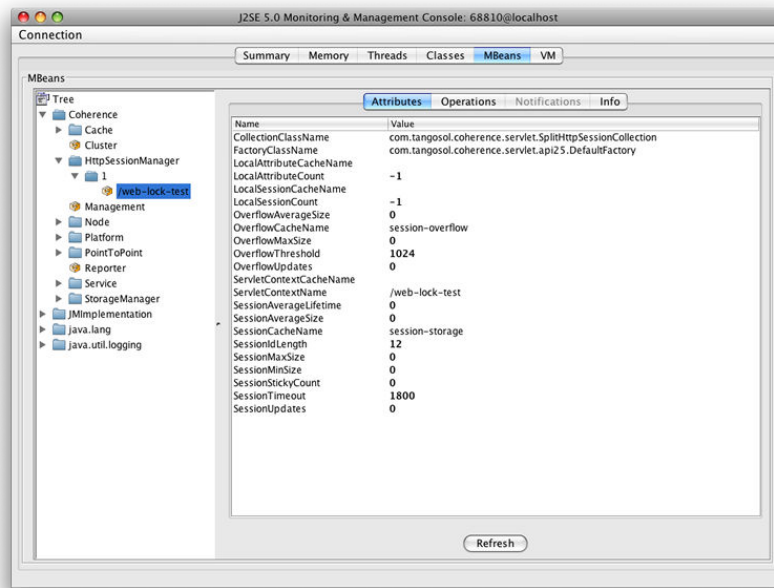 J2SE 5.0 Monitoring & Management Console: 68810@localhost
Connection
Summary Memory Threads Classes MBeans VM
MBeans
Tree
Coherence
Cache
Cluster
HttpSessionManager
1
/web-lock-test
Management
Node
Platform
PointToPoint
Reporter
Service
StorageManager
JMImplementation
java.lang
java.util.logging
Attributes Operations Notifications Info
Name Value
CollectionClassName com.tangosol.coherence.servlet.SplitHttpSessionCollection
FactoryClassName com.tangosol.coherence.servlet.api25.DefaultFactory
LocalAttributeCacheName
LocalAttributeCount -1
LocalSessionCacheName
LocalSessionCount -1
OverflowAverageSize 0
OverflowCacheName session-overflow
OverflowMaxSize 0
OverflowThreshold 1024
OverflowUpdates 0
ServletContextCacheName
ServletContextName /web-lock-test
SessionAverageLifetime 0
SessionAverageSize 0
SessionCacheName session-storage
SessionIdLength 12
SessionMaxSize 0
SessionMinSize 0
SessionStickyCount 0
SessionTimeout 1800
SessionUpdates 0
Refresh